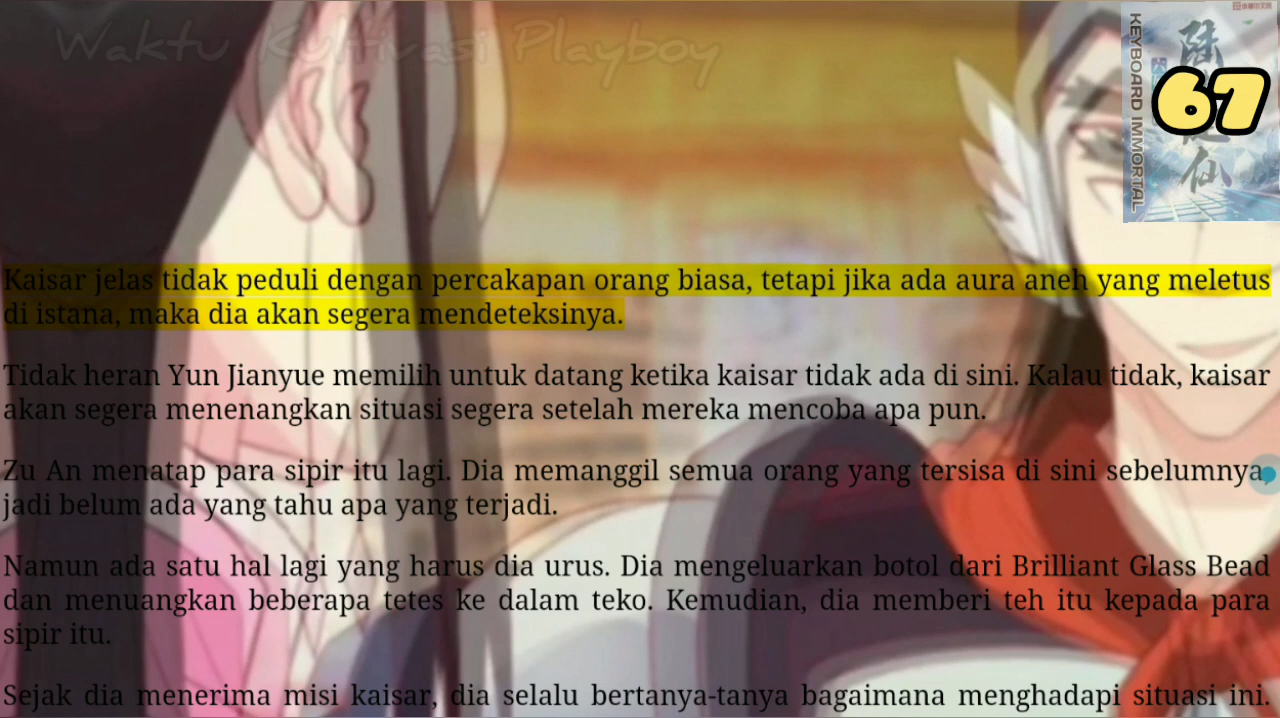 Waktu Kultivasi Playboy
KEYBOARD IMMORTAL
67
仙
Kaisar jelas tidak peduli dengan percakapan orang biasa, tetapi jika ada aura aneh yang meletus
di istana, maka dia akan segera mendeteksinya.
Tidak heran Yun Jianyue memilih untuk datang ketika kaisar tidak ada di sini. Kalau tidak, kaisar
akan segera menenangkan situasi segera setelah mereka mencoba apa pun.
Zu An menatap para sipir itu lagi. Dia memanggil semua orang yang tersisa di sini sebelumnya,
jadi belum ada yang tahu apa yang terjadi.
Namun ada satu hal lagi yang harus dia urus. Dia mengeluarkan botol dari Brilliant Glass Bead
dan menuangkan beberapa tetes ke dalam teko. Kemudian, dia memberi teh itu kepada para
sipir itu.
Sejak dia menerima misi kaisar, dia selalu bertanya-tanya bagaimana menghadapi situasi ini.